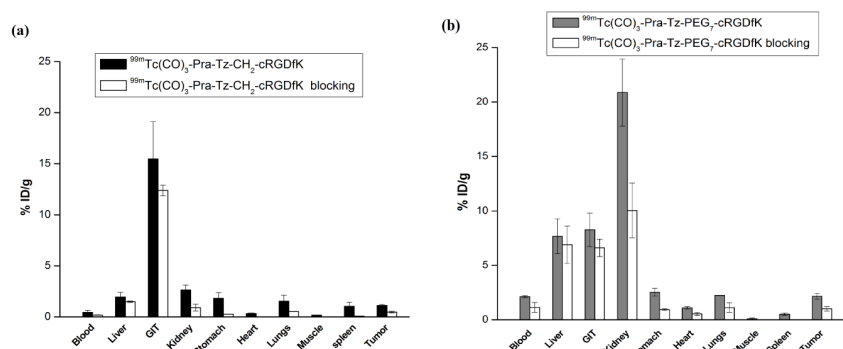 (a)
⁹⁹ᵐTc(CO)₃-Pra-Tz-CH₂-cRGDfK
⁹⁹ᵐTc(CO)₃-Pra-Tz-CH₂-cRGDfK blocking
25
20
15
10
5
0
% ID/g
Blood
Liver
GIT
Kidney
Stomach
Heart
Lungs
Muscle
spleen
Tumor
(b)
⁹⁹ᵐTc(CO)₃-Pra-Tz-PEG₇-cRGDfK
⁹⁹ᵐTc(CO)₃-Pra-Tz-PEG₇-cRGDfK blocking
25
20
15
10
5
0
% ID/g
Blood
Liver
GIT
Kidney
Stomach
Heart
Lungs
Muscle
Spleen
Tumor